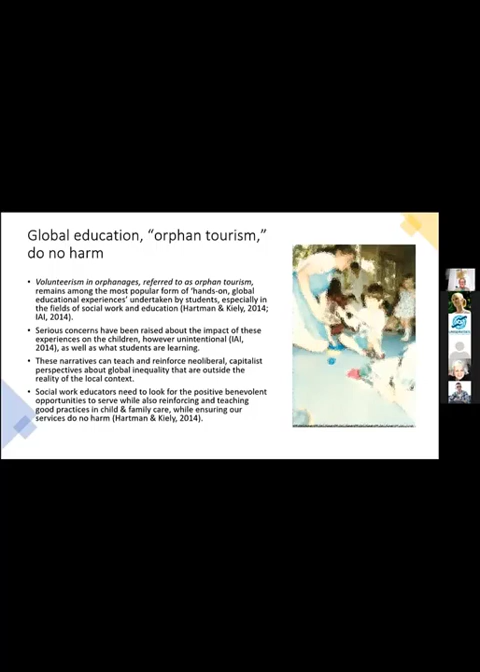 Global education, “orphan tourism,”
do no harm
• Volunteerism in orphanages, referred to as orphan tourism,
remains among the most popular form of ‘hands-on, global
educational experiences’ undertaken by students, especially in
the fields of social work and education (Hartman & Kiely, 2014;
IAI, 2014).
• Serious concerns have been raised about the impact of these
experiences on the children, however unintentional (IAI,
2014), as well as what students are learning.
• These narratives can teach and reinforce neoliberal, capitalist
perspectives about global inequality that are outside the
reality of the local context.
• Social work educators need to look for the positive benevolent
opportunities to serve while also reinforcing and teaching
good practices in child & family care, while ensuring our
services do no harm (Hartman & Kiely, 2014).